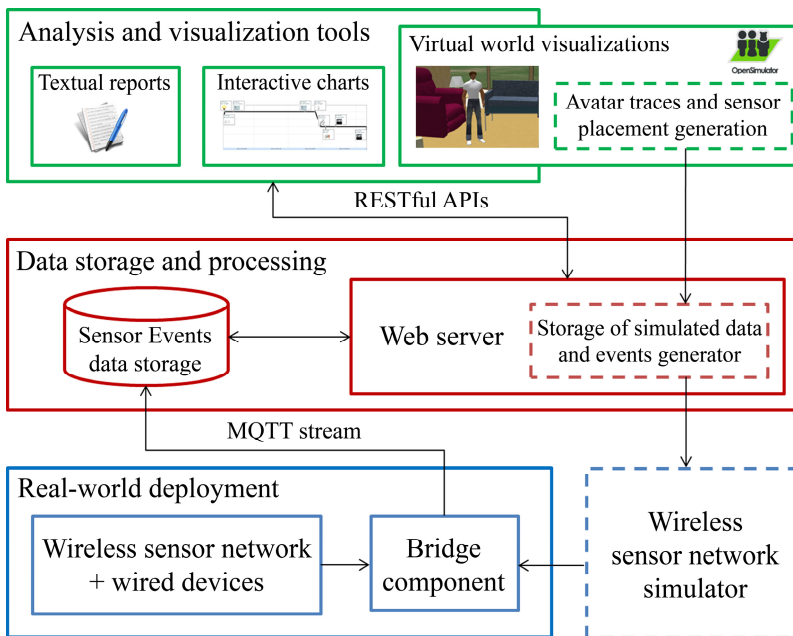 Analysis and visualization tools
Textual reports
Interactive charts
Virtual world visualizations
OpenSimulator
Avatar traces and sensor
placement generation
RESTful APIs
Data storage and processing
Sensor Events
data storage
Web server
Storage of simulated data
and events generator
MQTT stream
Real-world deployment
Wireless sensor network
+ wired devices
Bridge
component
Wireless
sensor network
simulator